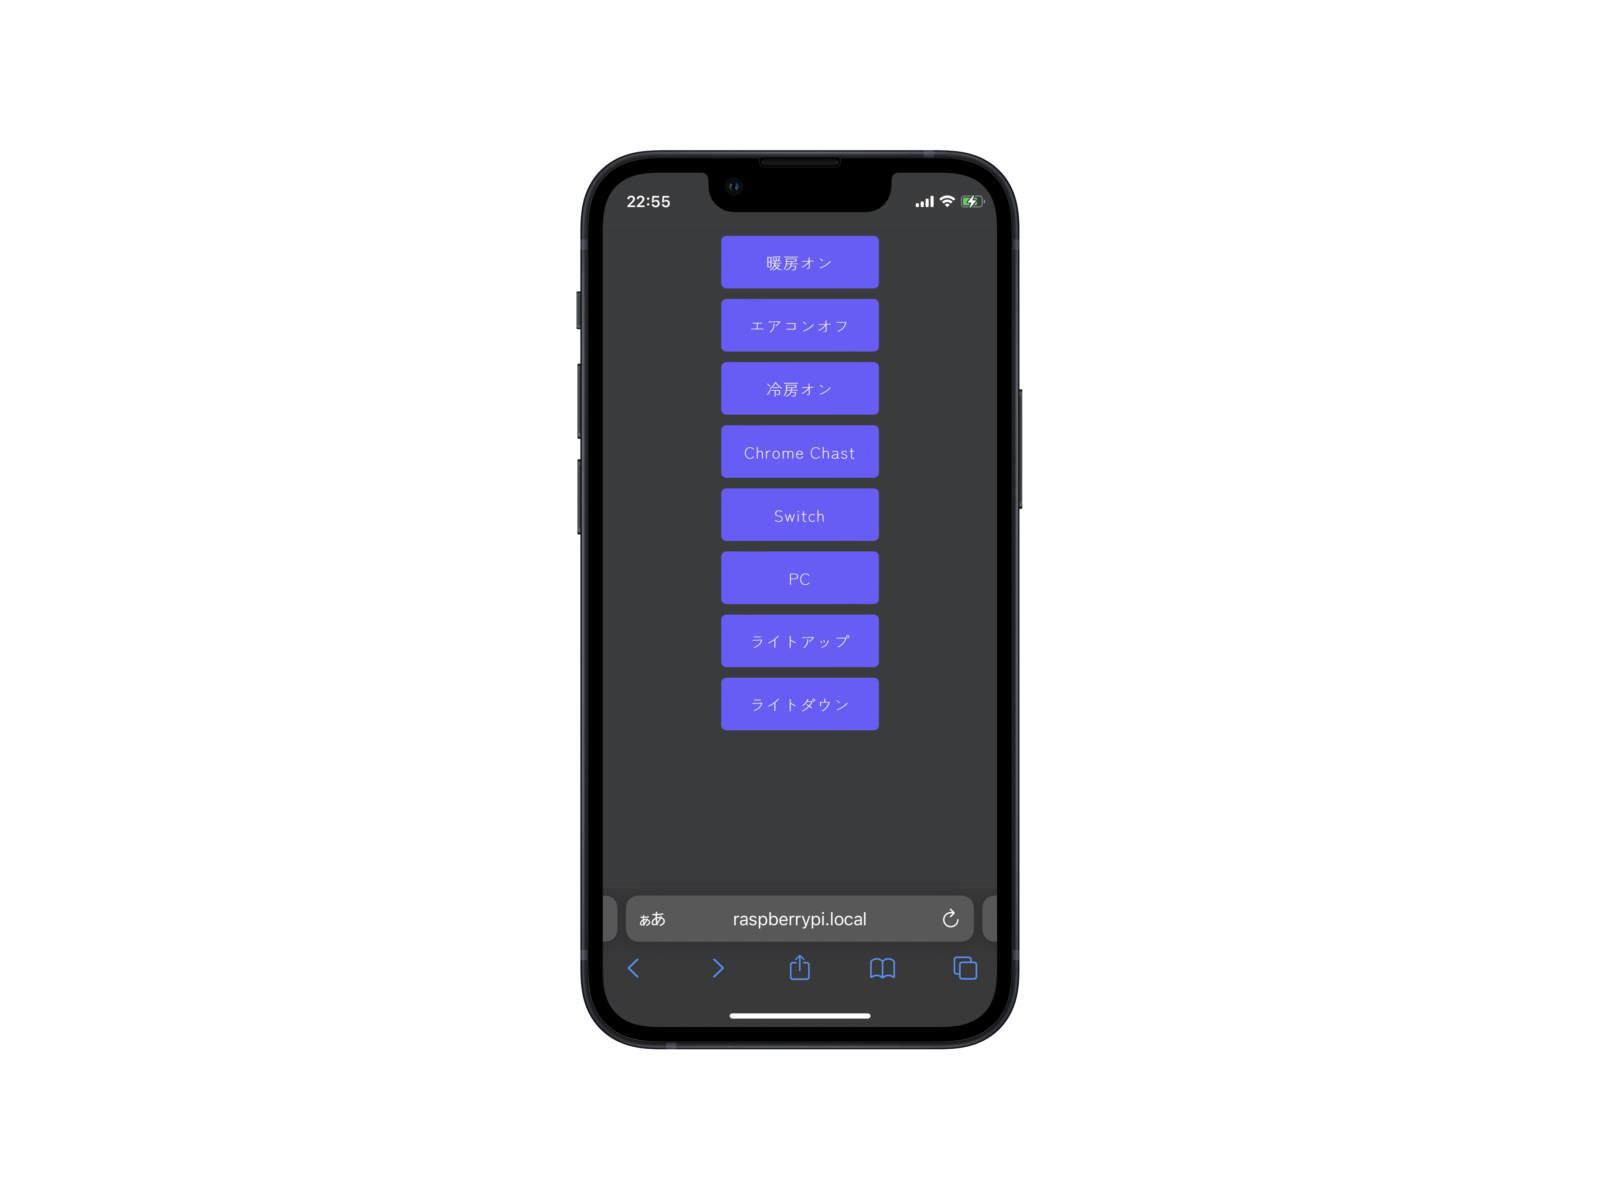 22:55
暖房オン
エアコンオフ
冷房オン
Chrome Chast
Switch
PC
ライトアップ
ライトダウン
ぁあ
raspberrypi.local